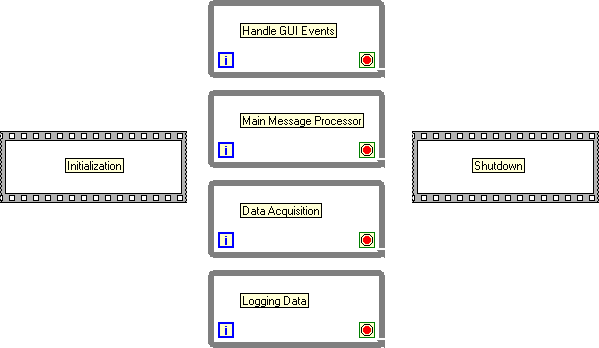 Handle GUI Events
i
Main Message Processor
i
Initialization
Shutdown
Data Acquisition
i
Logging Data
i